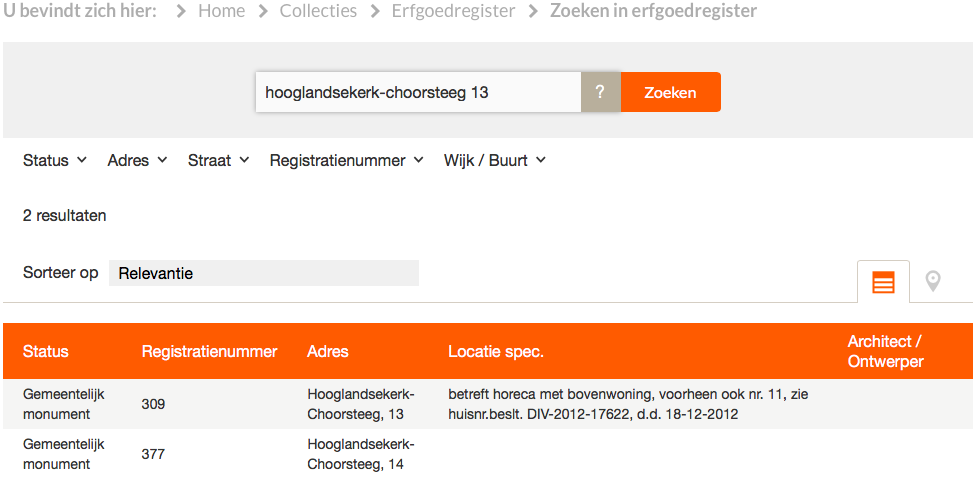 U bevindt zich hier: > Home > Collecties > Erfgoedregister > Zoeken in erfgoedregister
hooglandsekerk-choorsteeg 13 ? Zoeken
Status Adres Straat Registratienummer Wijk / Buurt
2 resultaten
Sorteer op Relevantie
Status Registratienummer Adres Locatie spec. Architect /
Ontwerper
Gemeentelijk
monument
309
Hooglandsekerk-
Choorsteeg, 13
betreft horeca met bovenwoning, voorheen ook nr. 11, zie
huisnr.beslt. DIV-2012-17622, d.d. 18-12-2012
Gemeentelijk
monument
377
Hooglandsekerk-
Choorsteeg, 14